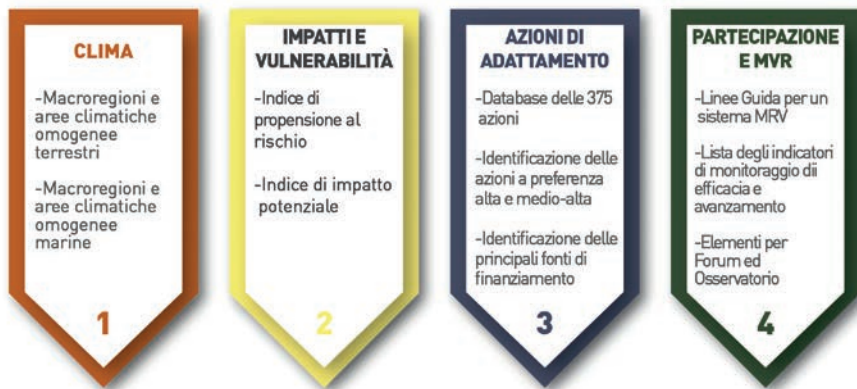 CLIMA
-Macroregioni e
aree climatiche
omogenee
terrestri
-Macroregioni e
aree climatiche
omogenee
marine
1
IMPATTI E
VULNERABILITÀ
-Indice di
propensione al
rischio
-Indice di impatto
potenziale
2
AZIONI DI
ADATTAMENTO
-Database delle 375
azioni
-Identificazione delle
azioni a preferenza
alta e medio-alta
-Identificazione delle
principali fonti di
finanziamento
3
PARTECIPAZIONE
E MVR
-Linee Guida per un
sistema MRV
-Lista degli indicatori
di monitoraggio dii
efficacia e
avanzamento
-Elementi per
Forum ed
Osservatorio
4